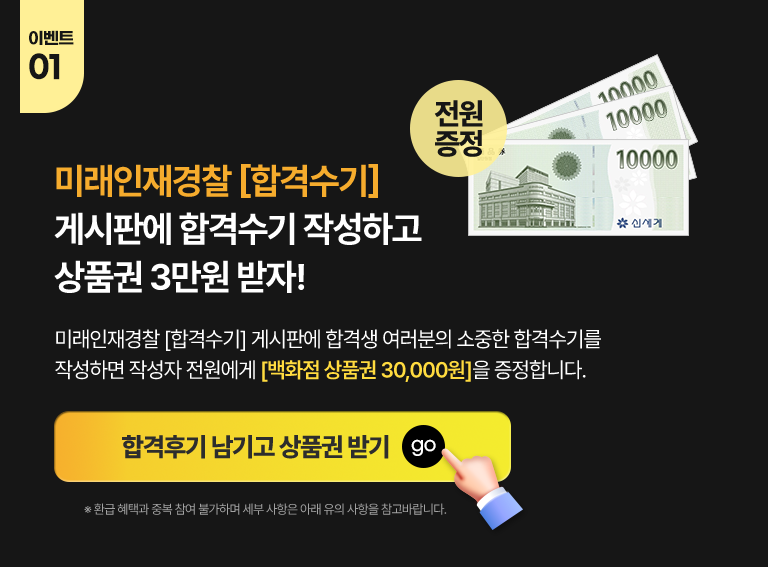 이벤트
01
전원
증정
10000
10000
10000
신세계
미래인재경찰 [합격수기]
게시판에 합격수기 작성하고
상품권 3만원 받자!
미래인재경찰 [합격수기] 게시판에 합격생 여러분의 소중한 합격수기를
작성하면 작성자 전원에게 [백화점 상품권 30,000원]을 증정합니다.
합격후기 남기고 상품권 받기 go
※ 환급 혜택과 중복 참여 불가하며 세부 사항은 아래 유의 사항을 참고바랍니다.